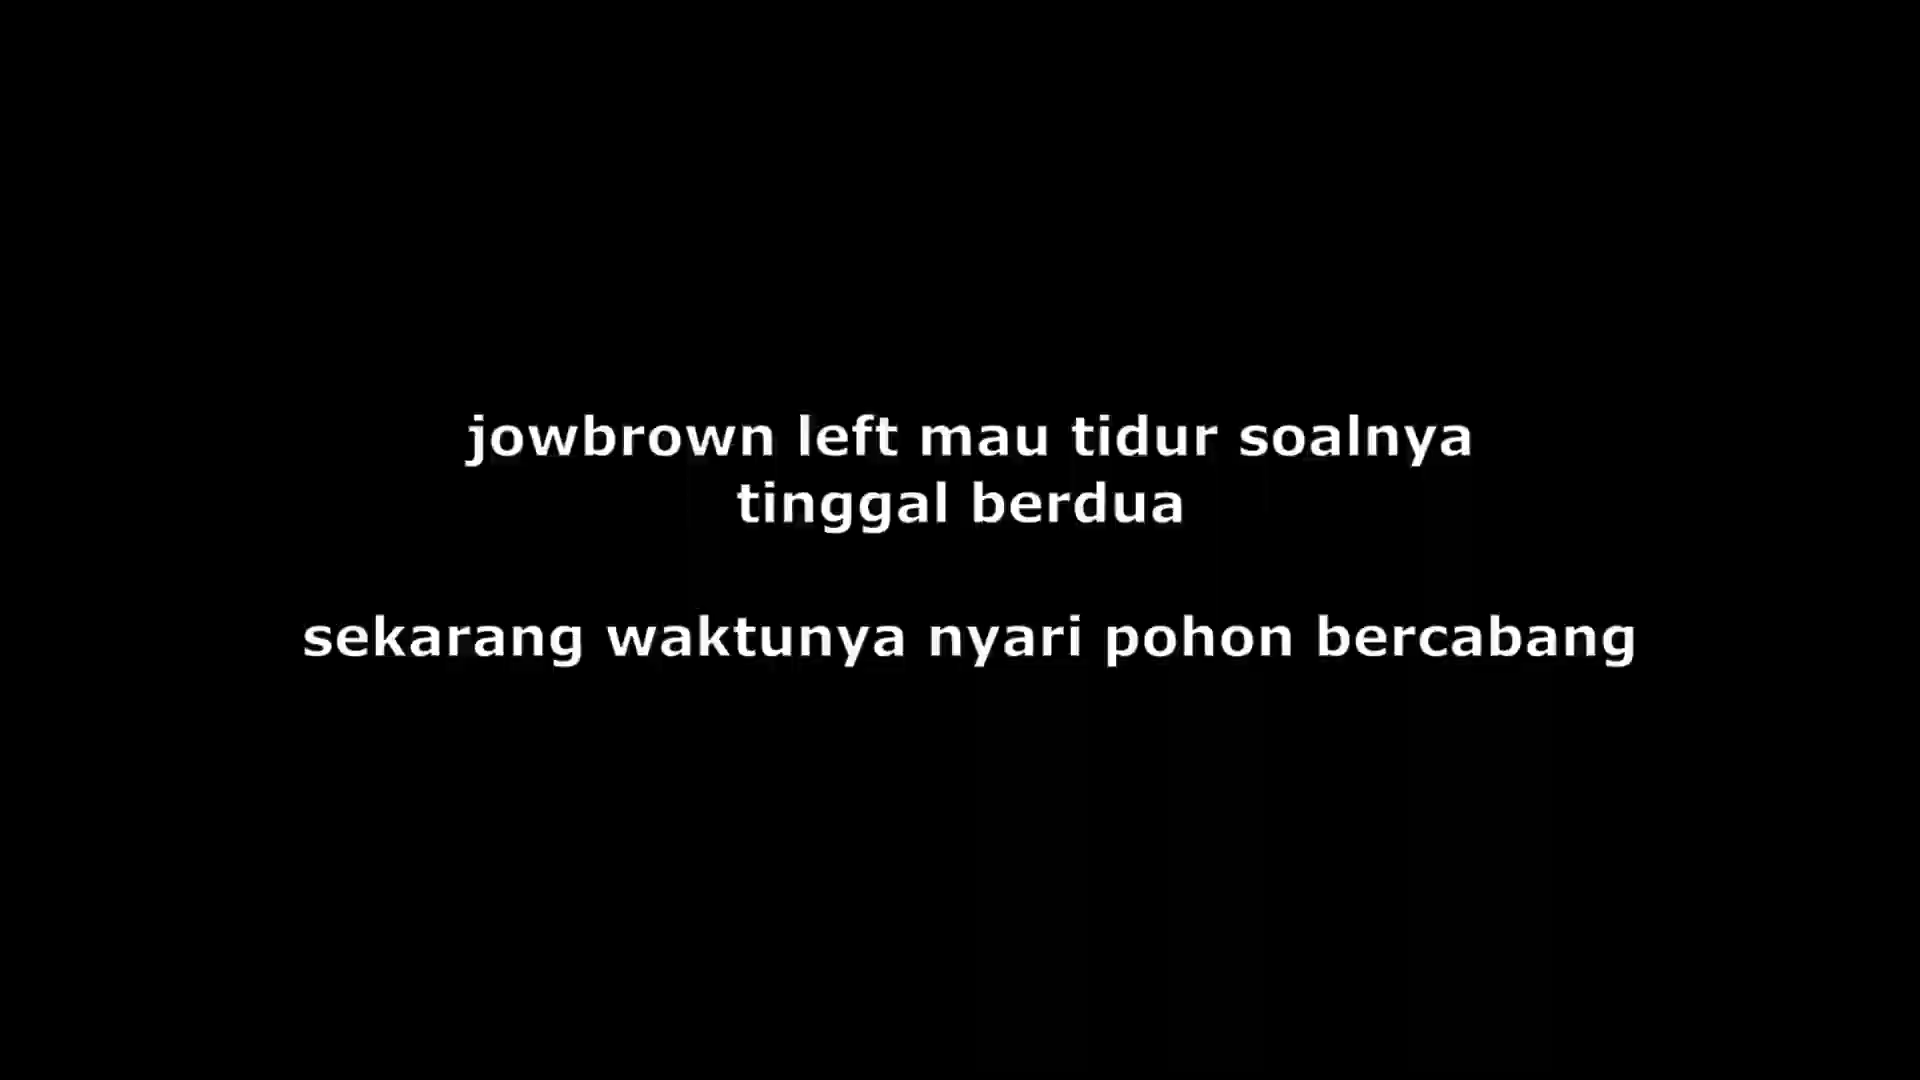 jowbrown left mau tidur soalnya
tinggal berdua
sekarang waktunya nyari pohon bercabang